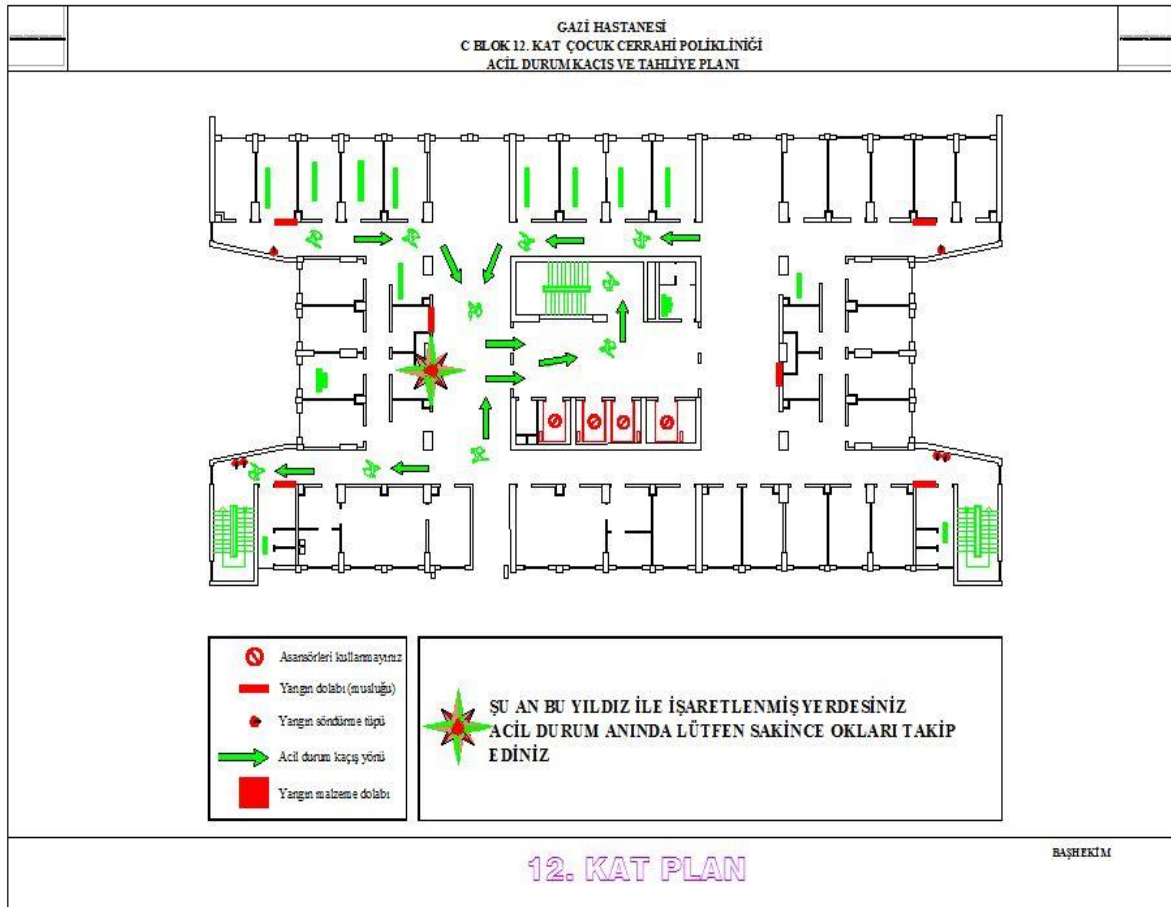 GAZİ HASTANESİ
C BLOK 12. KAT ÇOCUK CERRAHİ POLİKLİNİĞİ
ACİL DURUM KAÇIŞ VE TAHLİYE PLANI
Asansörleri kullanmayınız
Yangın dolabı (musluğu)
Yangın söndürme tüpü
Acil durum kaçış yönü
Yangın malzeme dolabı
ŞU AN BU YILDIZ İLE İŞARETLENMİŞ YERDESİNİZ
ACİL DURUM ANINDA LÜTFEN SAKİNCE OKLARI TAKİP
EDİNİZ
12. KAT PLAN
BAŞHEKİM